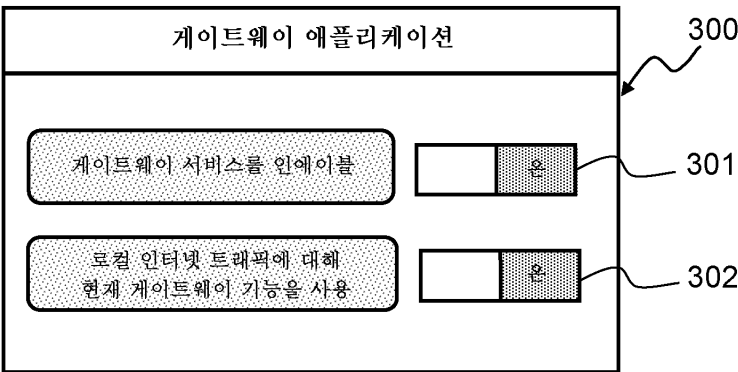 게이트웨이 애플리케이션
300
게이트웨이 서비스를 인에이블
온
301
로컬 인터넷 트래픽에 대해
현재 게이트웨이 기능을 사용
온
302